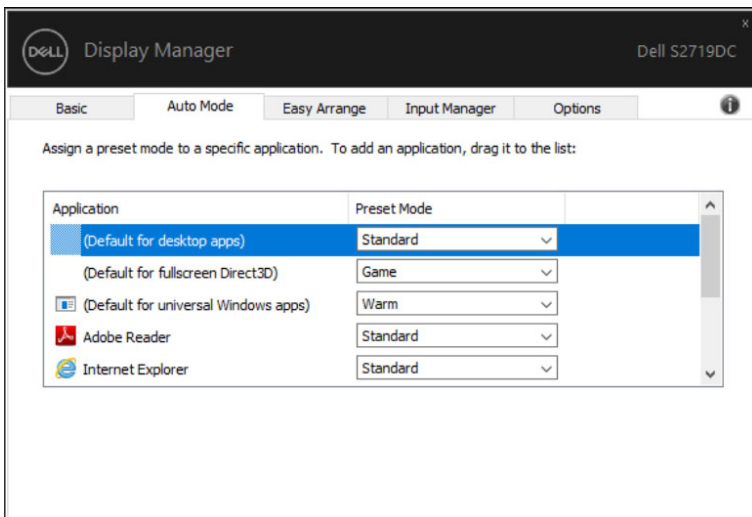 DELL Display Manager x
Dell S2719DC
Basic Auto Mode Easy Arrange Input Manager Options
Assign a preset mode to a specific application. To add an application, drag it to the list:
Application Preset Mode
(Default for desktop apps) Standard
(Default for fullscreen Direct3D) Game
(Default for universal Windows apps) Warm
Adobe Reader Standard
Internet Explorer Standard